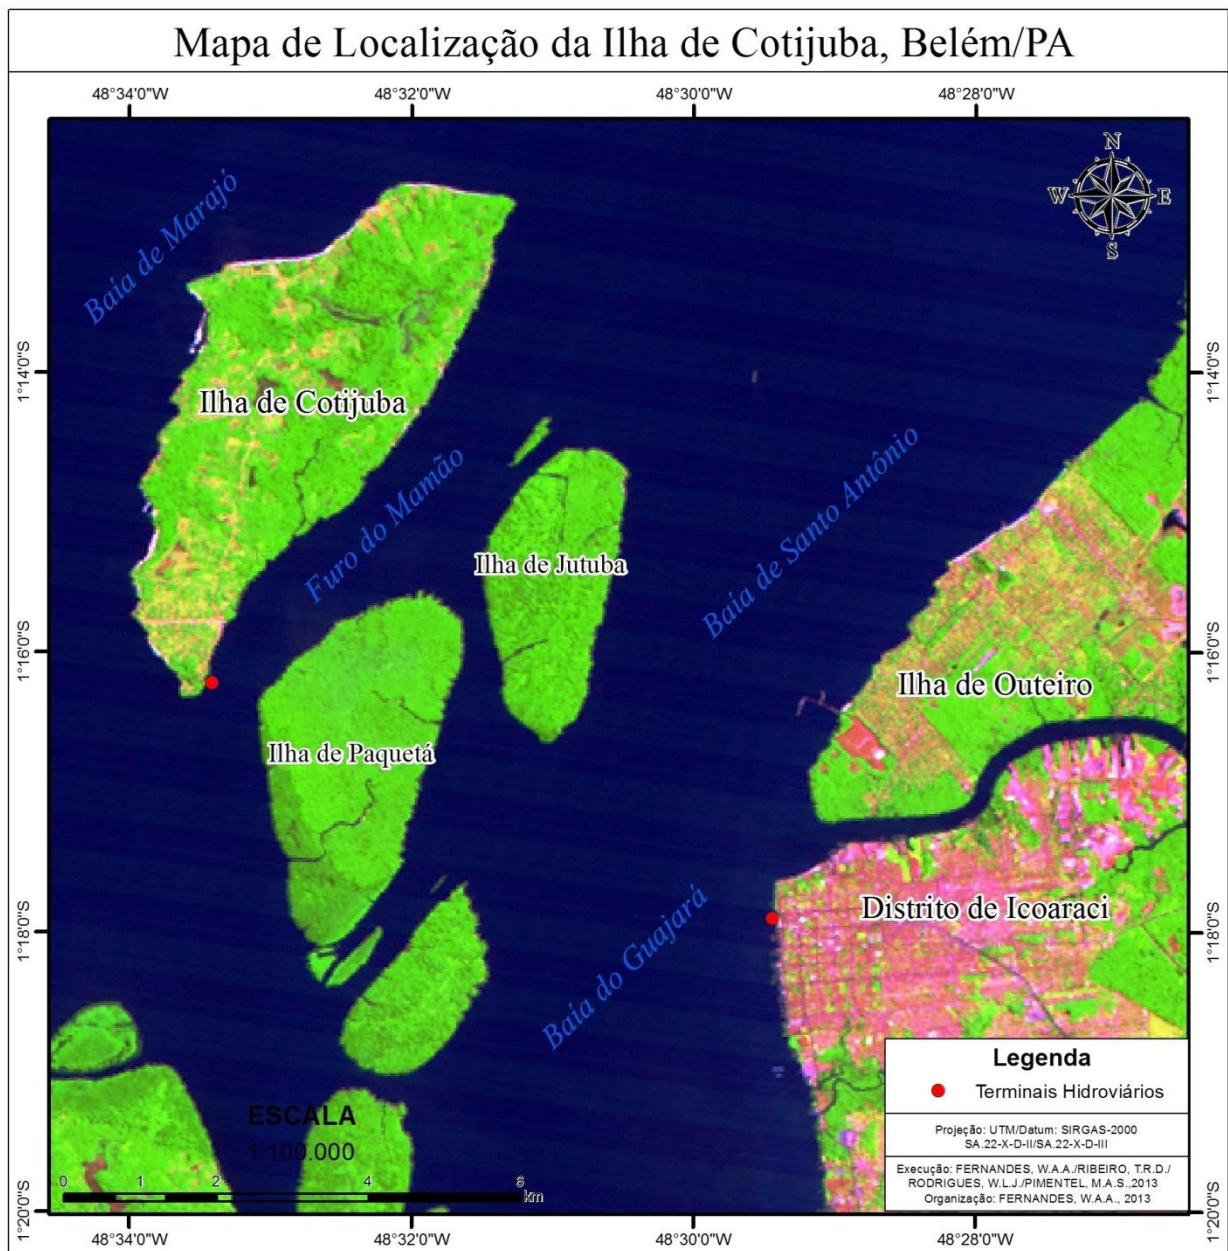 Mapa de Localização da Ilha de Cotijuba, Belém/PA
48°34'0"W 48°32'0"W 48°30'0"W 48°28'0"W
N
W E
S
Baía de Marajó
1°14'0"S 1°14'0"S
Ilha de Cotijuba
Furo do Mamão
Baía de Santo Antônio
Ilha de Jutuba
1°16'0"S 1°16'0"S
Ilha de Outeiro
Ilha de Paquetá
Distrito de Icoaraci
1°18'0"S 1°18'0"S
Baía do Guajará
Legenda
Terminais Hidroviários
Projeção: UTM/Datum: SIRGAS-2000
SA.22-X-D-II/SA.22-X-D-III
Execução: FERNANDES, W.A.A./RIBEIRO, T.R.D./
RODRIGUES, W.L.J./PIMENTEL, M.A.S.,2013
Organização: FERNANDES, W.A.A., 2013
ESCALA
1:100.000
0 1 2 4 6
km
1°20'0"S 1°20'0"S
48°34'0"W 48°32'0"W 48°30'0"W 48°28'0"W